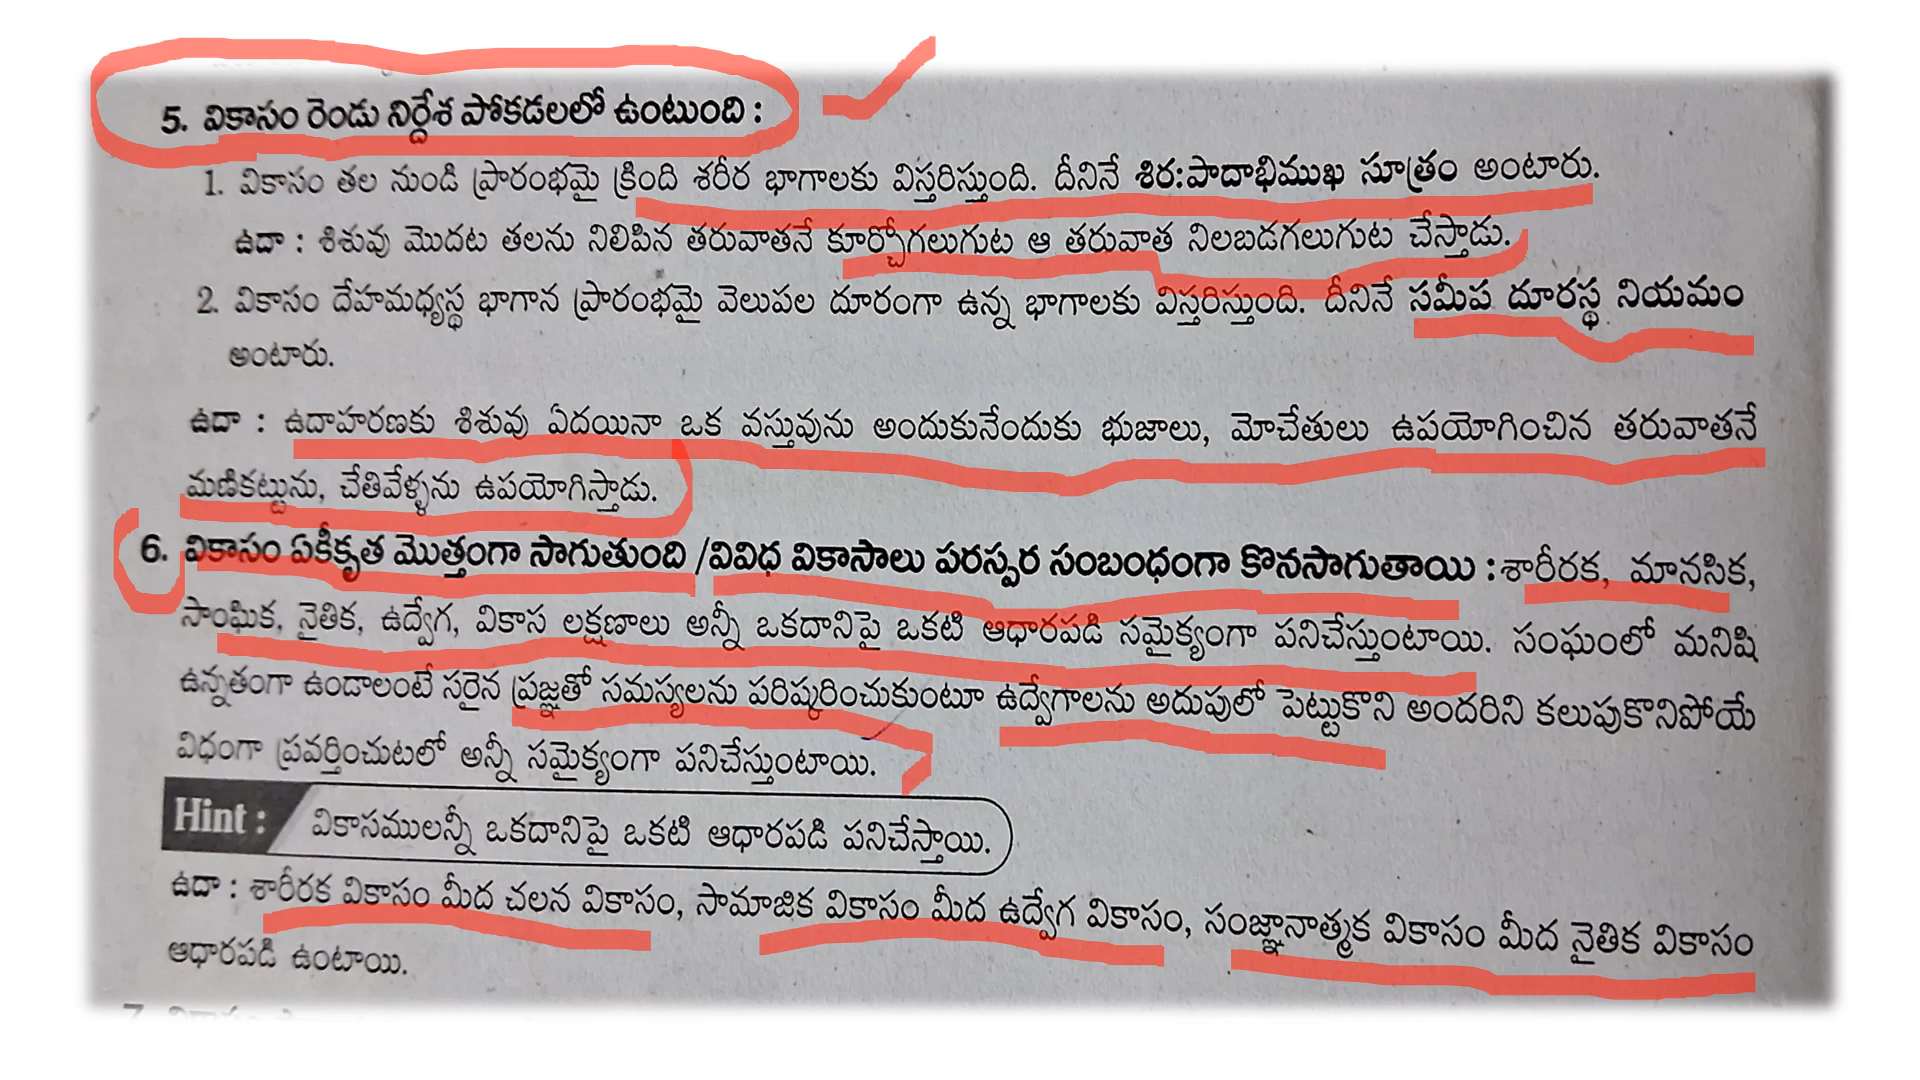 5. వికాసం రెండు నిర్దేశ పోకడలలో ఉంటుంది :
1. వికాసం తల నుండి ప్రారంభమై క్రింది శరీర భాగాలకు విస్తరిస్తుంది. దీనినే శిర:పాదాభిముఖ సూత్రం అంటారు.
ఉదా : శిశువు మొదట తలను నిలిపిన తరువాతనే కూర్చోగలుగుట ఆ తరువాత నిలబడగలుగుట చేస్తాడు.
2. వికాసం దేహమధ్యస్థ భాగాన ప్రారంభమై వెలుపల దూరంగా ఉన్న భాగాలకు విస్తరిస్తుంది. దీనినే సమీప దూరస్థ నియమం
అంటారు.
ఉదా : ఉదాహరణకు శిశువు ఏదయినా ఒక వస్తువును అందుకునేందుకు భుజాలు, మోచేతులు ఉపయోగించిన తరువాతనే
మణికట్టును, చేతివేళ్ళను ఉపయోగిస్తాడు.
6. వికాసం ఏకీకృత మొత్తంగా సాగుతుంది /వివిధ వికాసాలు పరస్పర సంబంధంగా కొనసాగుతాయి : శారీరక, మానసిక,
సాంఘిక, నైతిక, ఉద్వేగ, వికాస లక్షణాలు అన్నీ ఒకదానిపై ఒకటి ఆధారపడి సమైక్యంగా పనిచేస్తుంటాయి. సంఘంలో మనిషి
ఉన్నతంగా ఉండాలంటే సరైన ప్రజ్ఞతో సమస్యలను పరిష్కరించుకుంటూ ఉద్వేగాలను అదుపులో పెట్టుకొని అందరిని కలుపుకొనిపోయే
విధంగా ప్రవర్తించుటలో అన్నీ సమైక్యంగా పనిచేస్తుంటాయి.
Hint : వికాసములన్నీ ఒకదానిపై ఒకటి ఆధారపడి పనిచేస్తాయి.
ఉదా : శారీరక వికాసం మీద చలన వికాసం, సామాజిక వికాసం మీద ఉద్వేగ వికాసం, సంజ్ఞానాత్మక వికాసం మీద నైతిక వికాసం
ఆధారపడి ఉంటాయి.